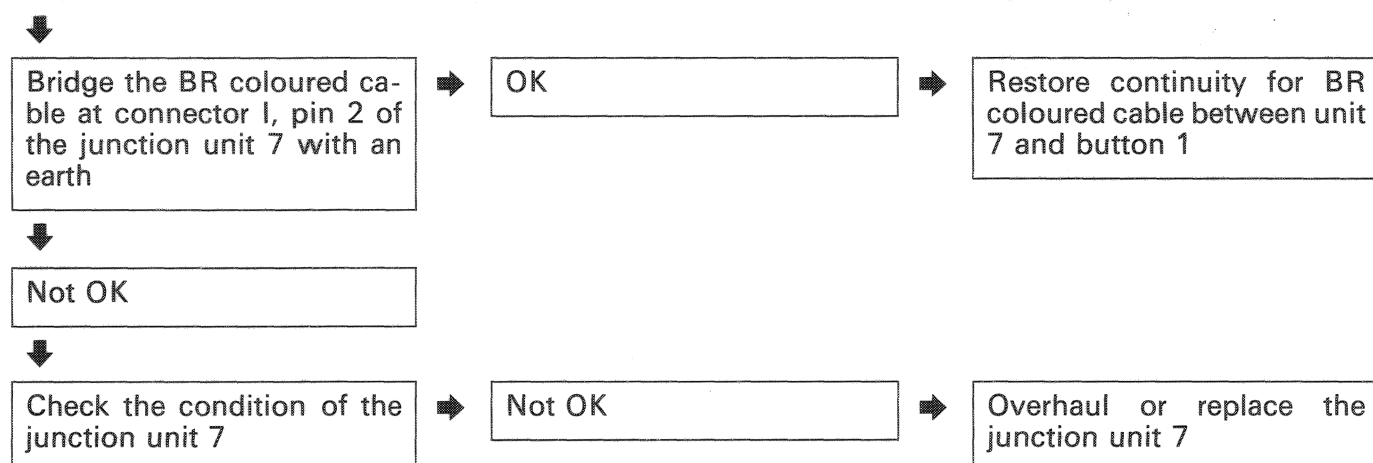 Bridge the BR coloured ca-
ble at connector I, pin 2 of
the junction unit 7 with an
earth
OK
Restore continuity for BR
coloured cable between unit
7 and button 1
Not OK
Check the condition of the
junction unit 7
Not OK
Overhaul or replace the
junction unit 7